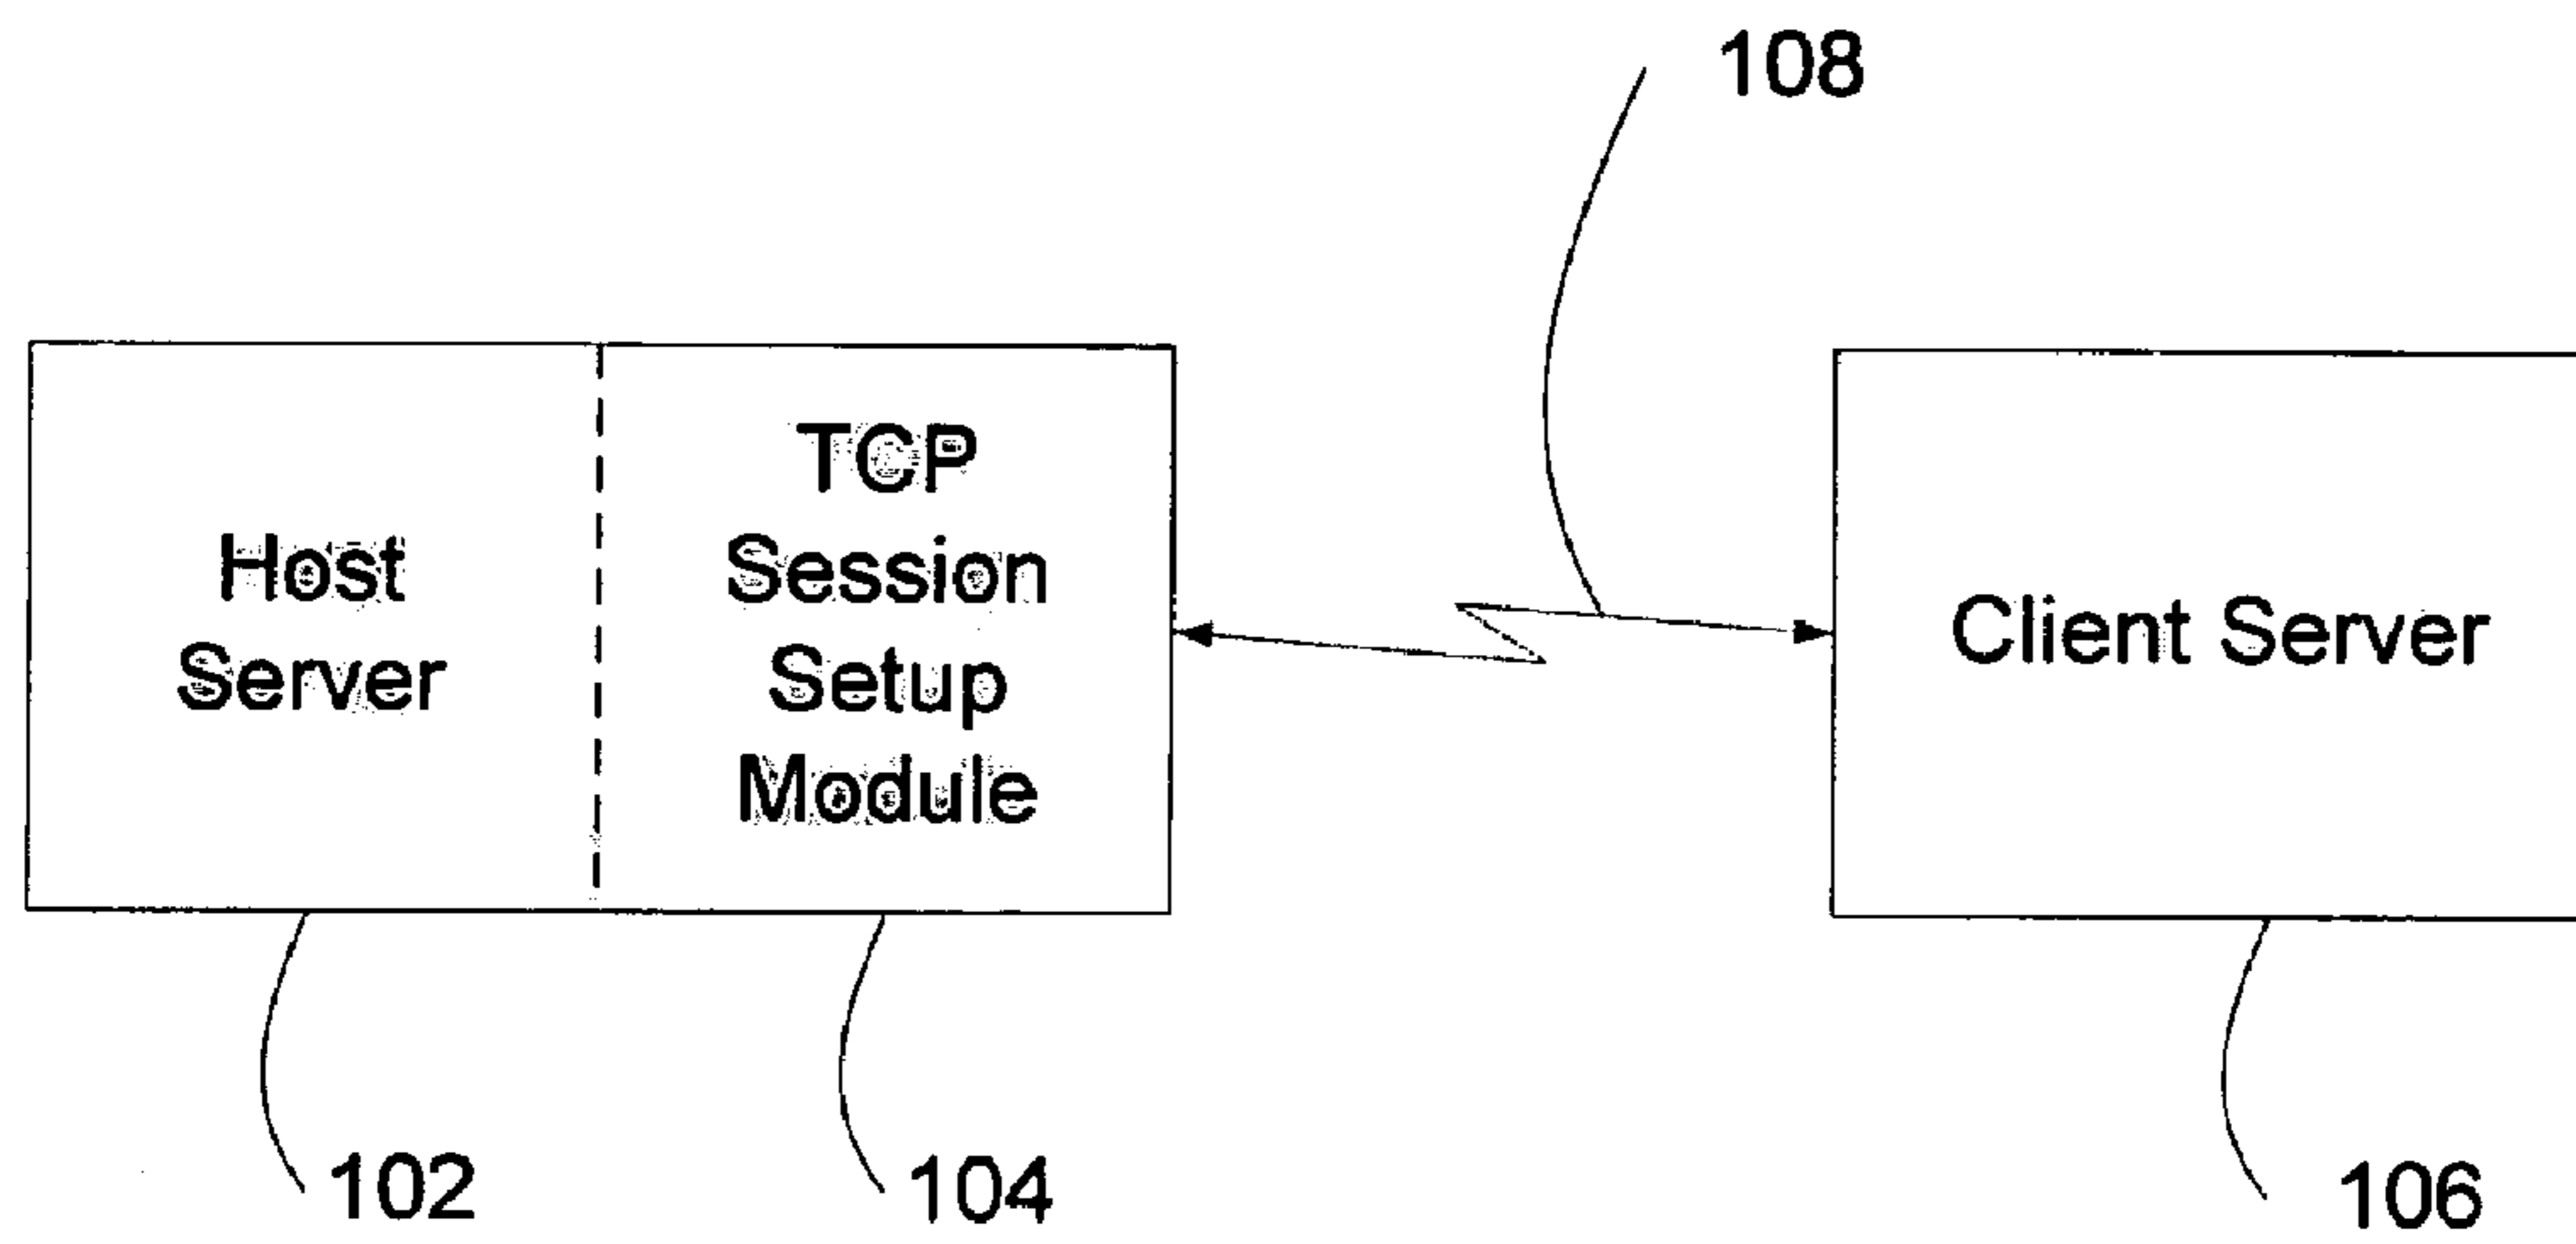 108
Host
Server
TCP
Session
Setup
Module
Client Server
102
104
106